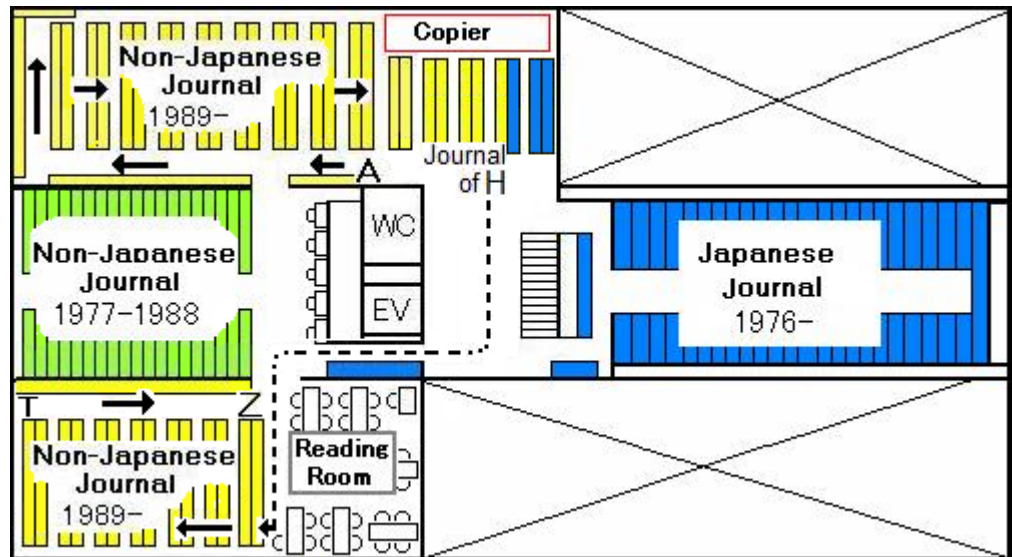 Copier
Non-Japanese
Journal
1989-
Journal
of H
A
WC
EV
Non-Japanese
Journal
1977-1988
Japanese
Journal
1976-
T
Z
Non-Japanese
Journal
1989-
Reading
Room